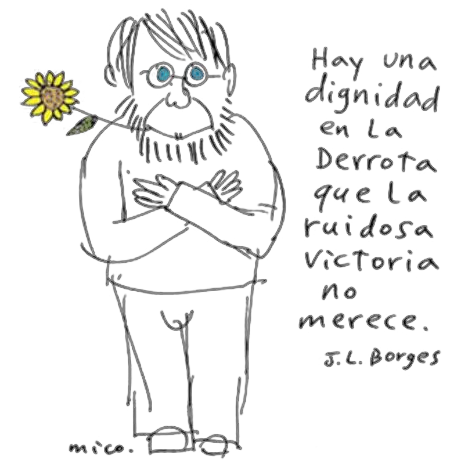 Hay una
dignidad
en La
Derrota
que La
ruidosa
Victoria
no
merece.
J.L. Borges
mico.